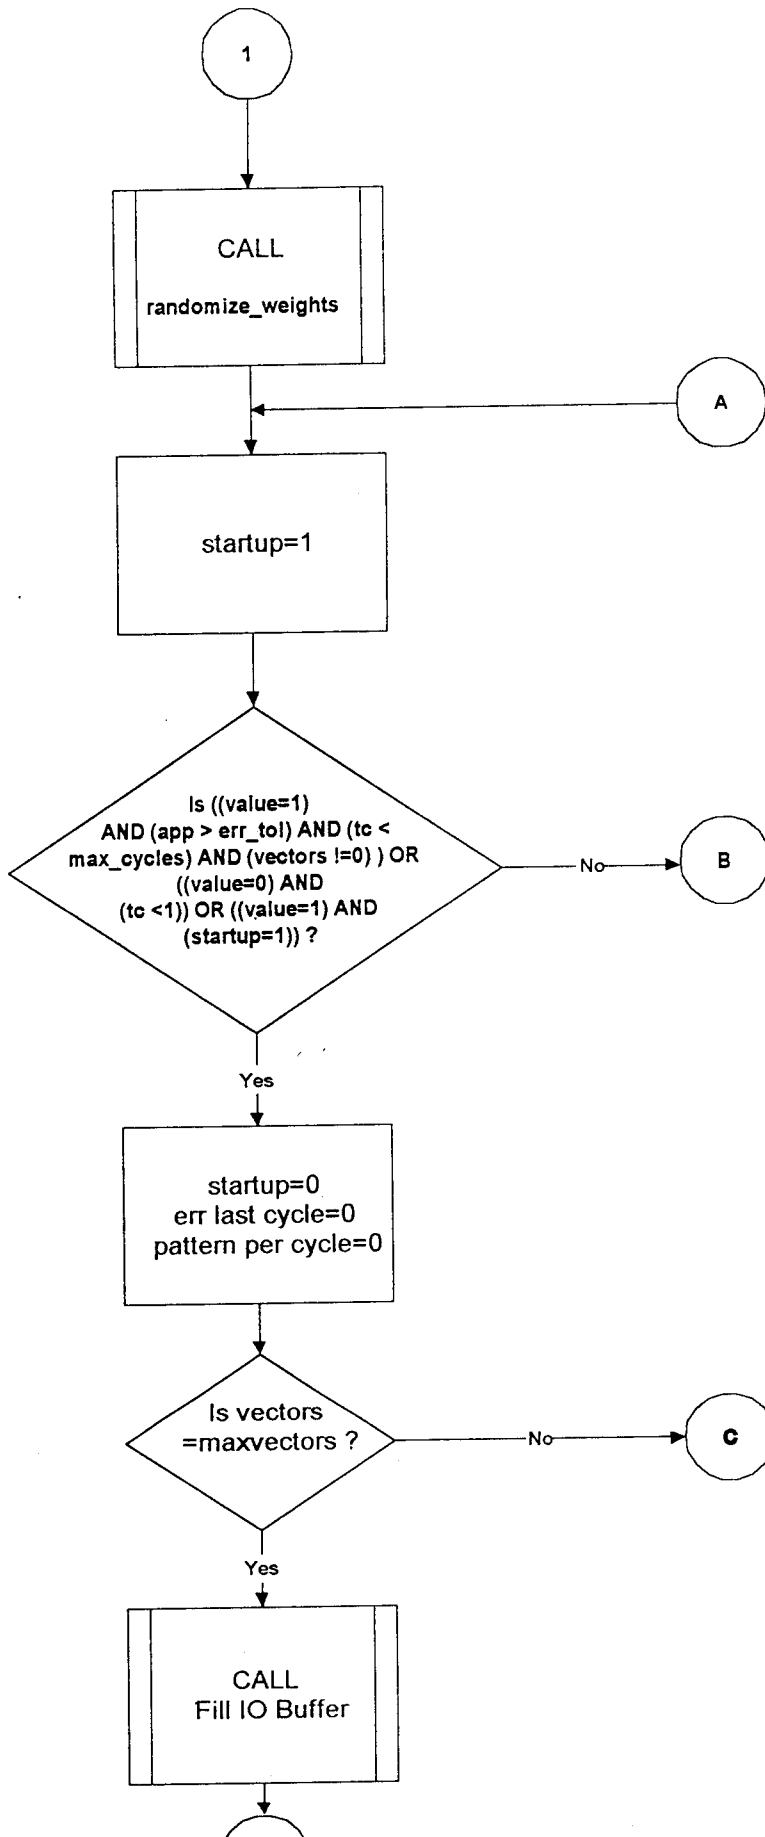 1
CALL
randomize_weights
A
startup=1
Is ((value=1)
AND (app > err_tol) AND (tc <
max_cycles) AND (vectors !=0) ) OR
((value=0) AND
(tc <1)) OR ((value=1) AND
(startup=1)) ?
No
B
Yes
startup=0
err last cycle=0
pattern per cycle=0
Is vectors
=maxvectors ?
No
C
Yes
CALL
Fill IO Buffer